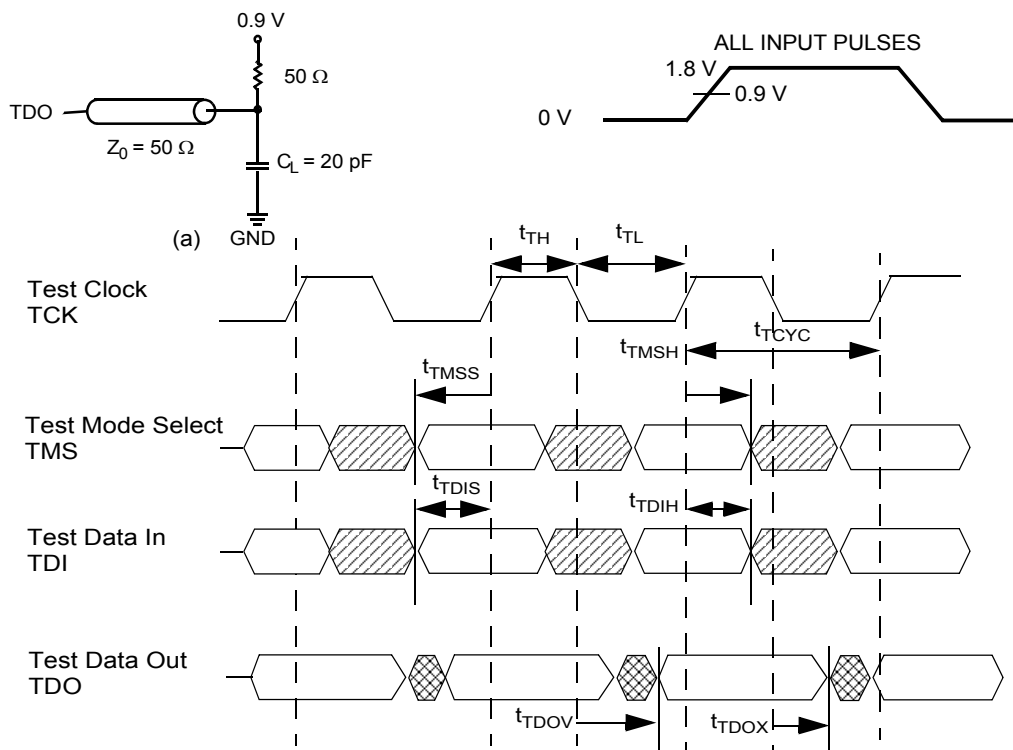 0.9 V
ALL INPUT PULSES
50 Ω
1.8 V
0.9 V
TDO
0 V
Z0 = 50 Ω
CL = 20 pF
(a)
GND
tTH
tTL
Test Clock
TCK
tTMSH
tTCYC
tTMSS
Test Mode Select
TMS
tTDIS
tTDIH
Test Data In
TDI
Test Data Out
TDO
tTDOV
tTDOX